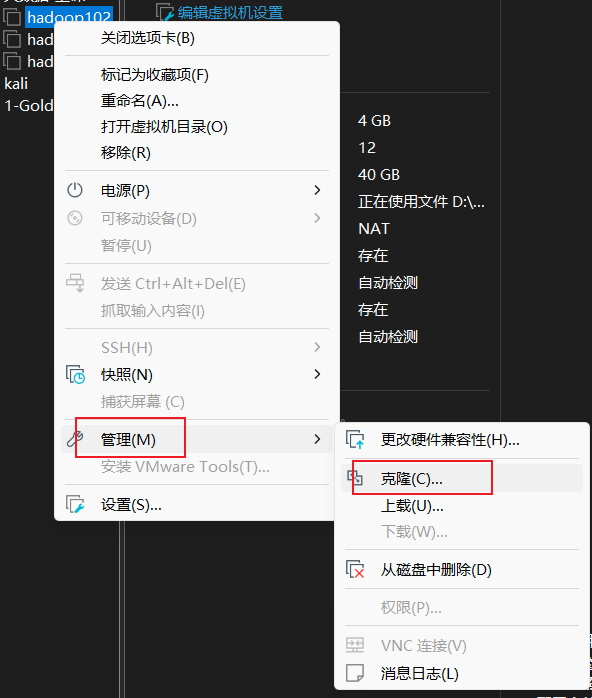 hadoop102
编辑虚拟机设置
had
had
kali
1-Gold
关闭选项卡(B)
标记为收藏项(F)
重命名(A)...
打开虚拟机目录(O)
移除(R)
电源(P)
可移动设备(D)
暂停(U)
发送 Ctrl+Alt+Del(E)
抓取输入内容(I)
SSH(H)
快照(N)
捕获屏幕 (C)
管理(M)
安装 VMware Tools(T)...
设置(S)...
4 GB
12
40 GB
正在使用文件 D:\...
NAT
存在
自动检测
存在
自动检测
更改硬件兼容性(H)...
克隆(C)...
上载(U)...
下载(W)...
从磁盘中删除(D)
权限(P)...
VNC 连接(V)
消息日志(L)